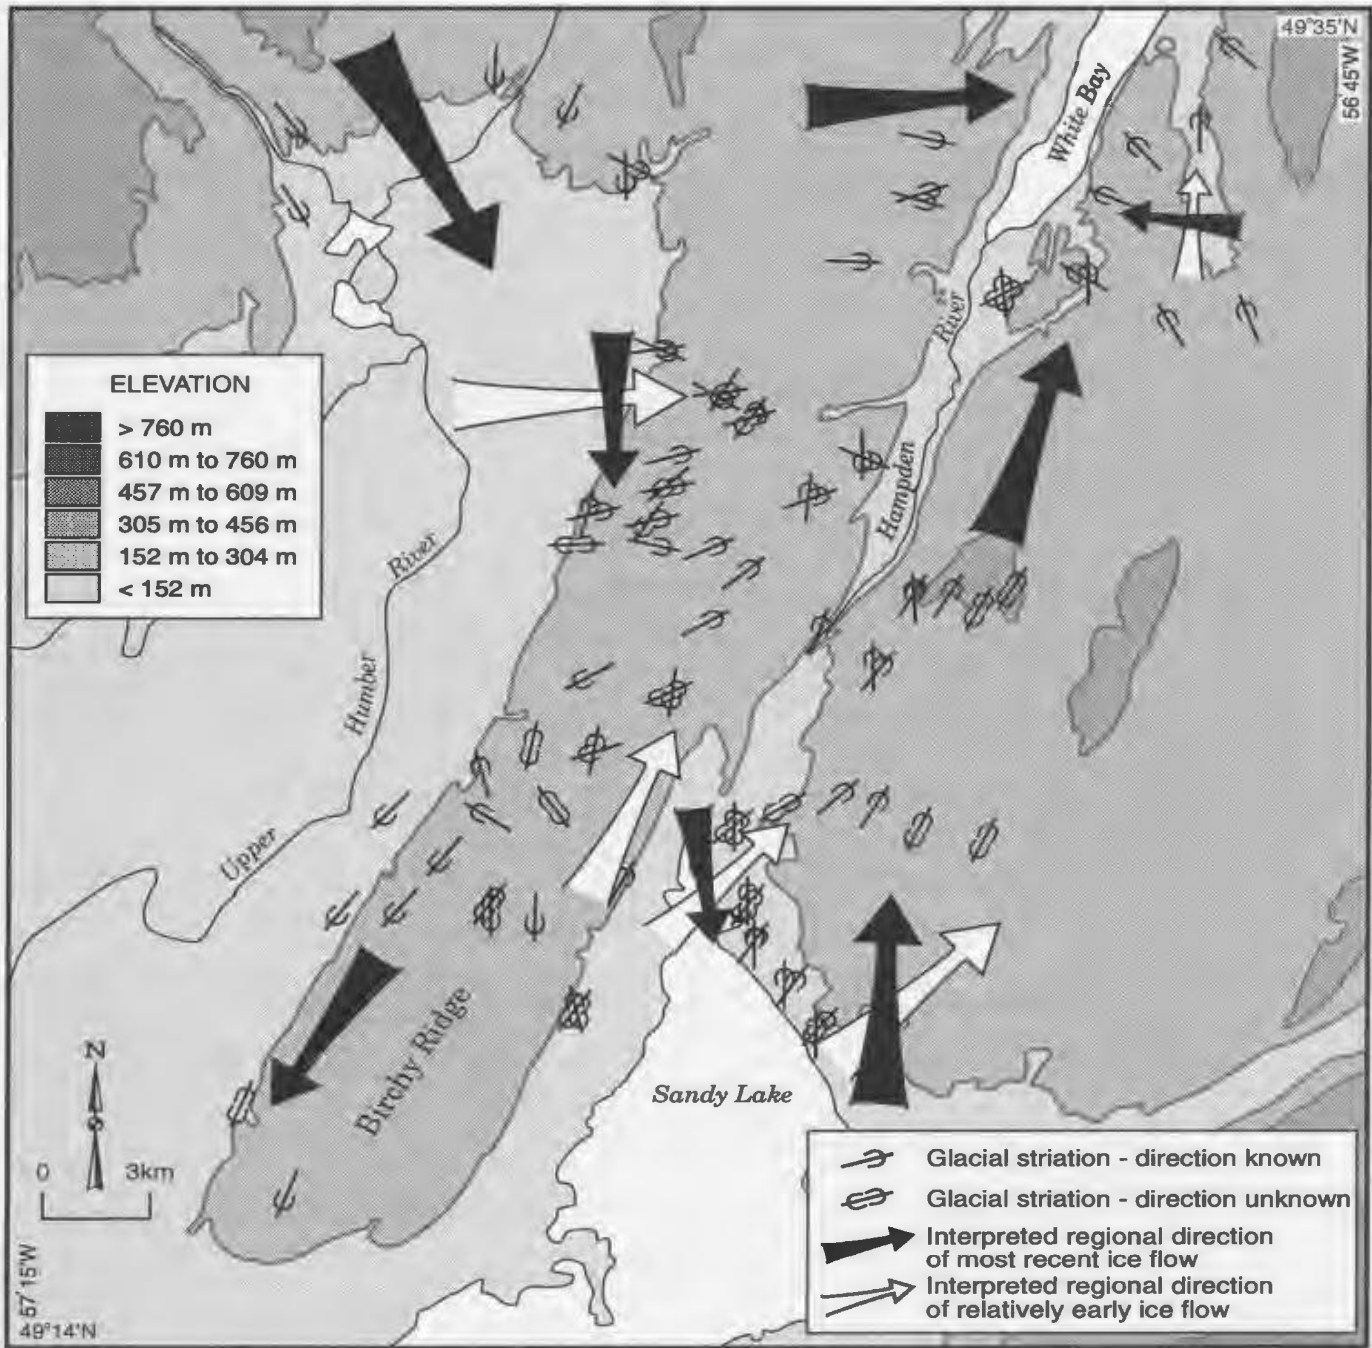 49°35'N
56°45'W
White Bay
River
Hampden
ELEVATION
> 760 m
610 m to 760 m
457 m to 609 m
305 m to 456 m
152 m to 304 m
< 152 m
River
Humber
Upper
Birchy Ridge
Sandy Lake
N
0 3km
57°15'W
49°14'N
Glacial striation - direction known
Glacial striation - direction unknown
Interpreted regional direction
of most recent ice flow
Interpreted regional direction
of relatively early ice flow